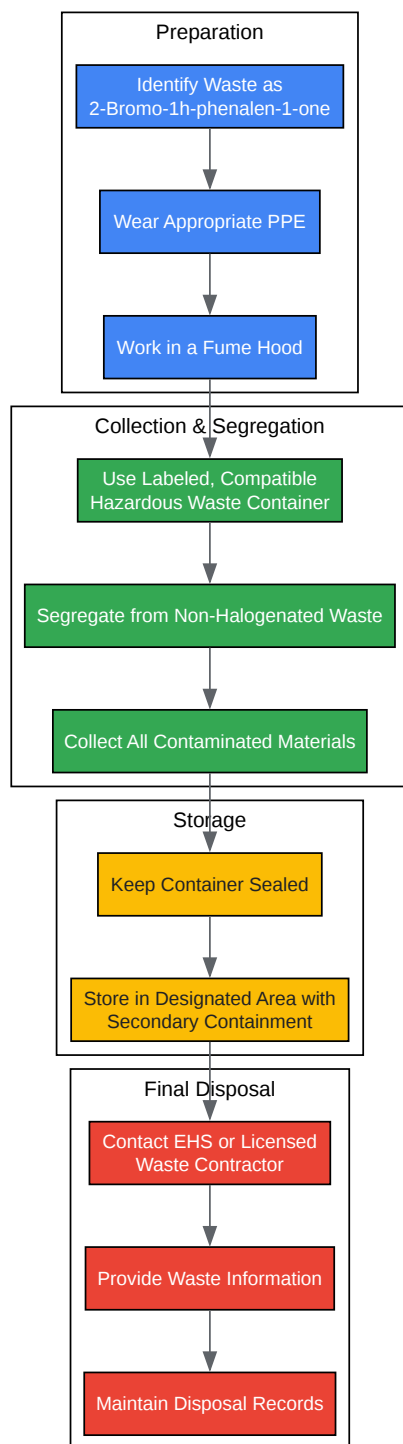 Preparation
Identify Waste as
2-Bromo-1h-phenalen-1-one
Wear Appropriate PPE
Work in a Fume Hood
Collection & Segregation
Use Labeled, Compatible
Hazardous Waste Container
Segregate from Non-Halogenated Waste
Collect All Contaminated Materials
Storage
Keep Container Sealed
Store in Designated Area with
Secondary Containment
Final Disposal
Contact EHS or Licensed
Waste Contractor
Provide Waste Information
Maintain Disposal Records